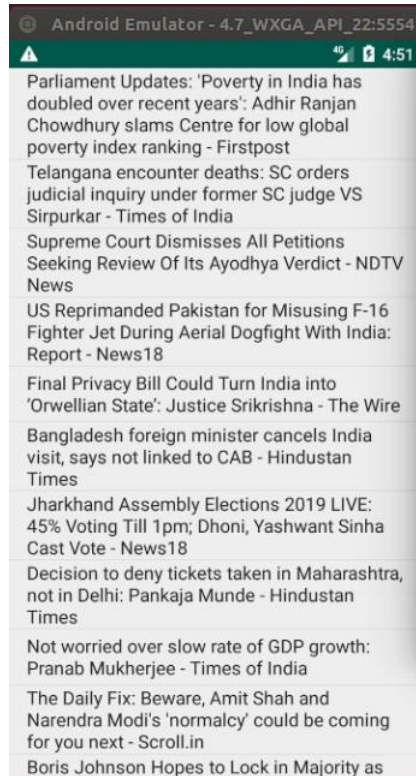 Android Emulator - 4.7_WXGA_API_22:5554
4G 4:51
Parliament Updates: 'Poverty in India has
doubled over recent years': Adhir Ranjan
Chowdhury slams Centre for low global
poverty index ranking - Firstpost
Telangana encounter deaths: SC orders
judicial inquiry under former SC judge VS
Sirpurkar - Times of India
Supreme Court Dismisses All Petitions
Seeking Review Of Its Ayodhya Verdict - NDTV
News
US Reprimanded Pakistan for Misusing F-16
Fighter Jet During Aerial Dogfight With India:
Report - News18
Final Privacy Bill Could Turn India into
‘Orwellian State’: Justice Srikrishna - The Wire
Bangladesh foreign minister cancels India
visit, says not linked to CAB - Hindustan
Times
Jharkhand Assembly Elections 2019 LIVE:
45% Voting Till 1pm; Dhoni, Yashwant Sinha
Cast Vote - News18
Decision to deny tickets taken in Maharashtra,
not in Delhi: Pankaja Munde - Hindustan
Times
Not worried over slow rate of GDP growth:
Pranab Mukherjee - Times of India
The Daily Fix: Beware, Amit Shah and
Narendra Modi's 'normalcy' could be coming
for you next - Scroll.in
Boris Johnson Hopes to Lock in Majority as